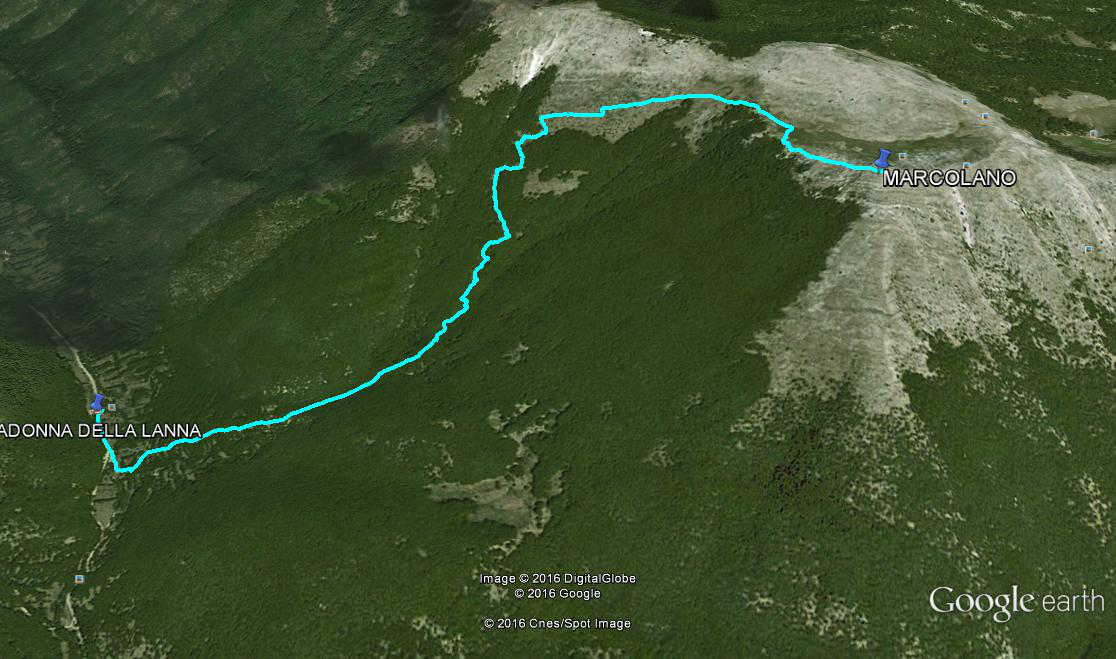 MARCOLANO
ADONNA DELLA LANNA
Image © 2016 DigitalGlobe
© 2016 Google
© 2016 Cnes/Spot Image
Google earth